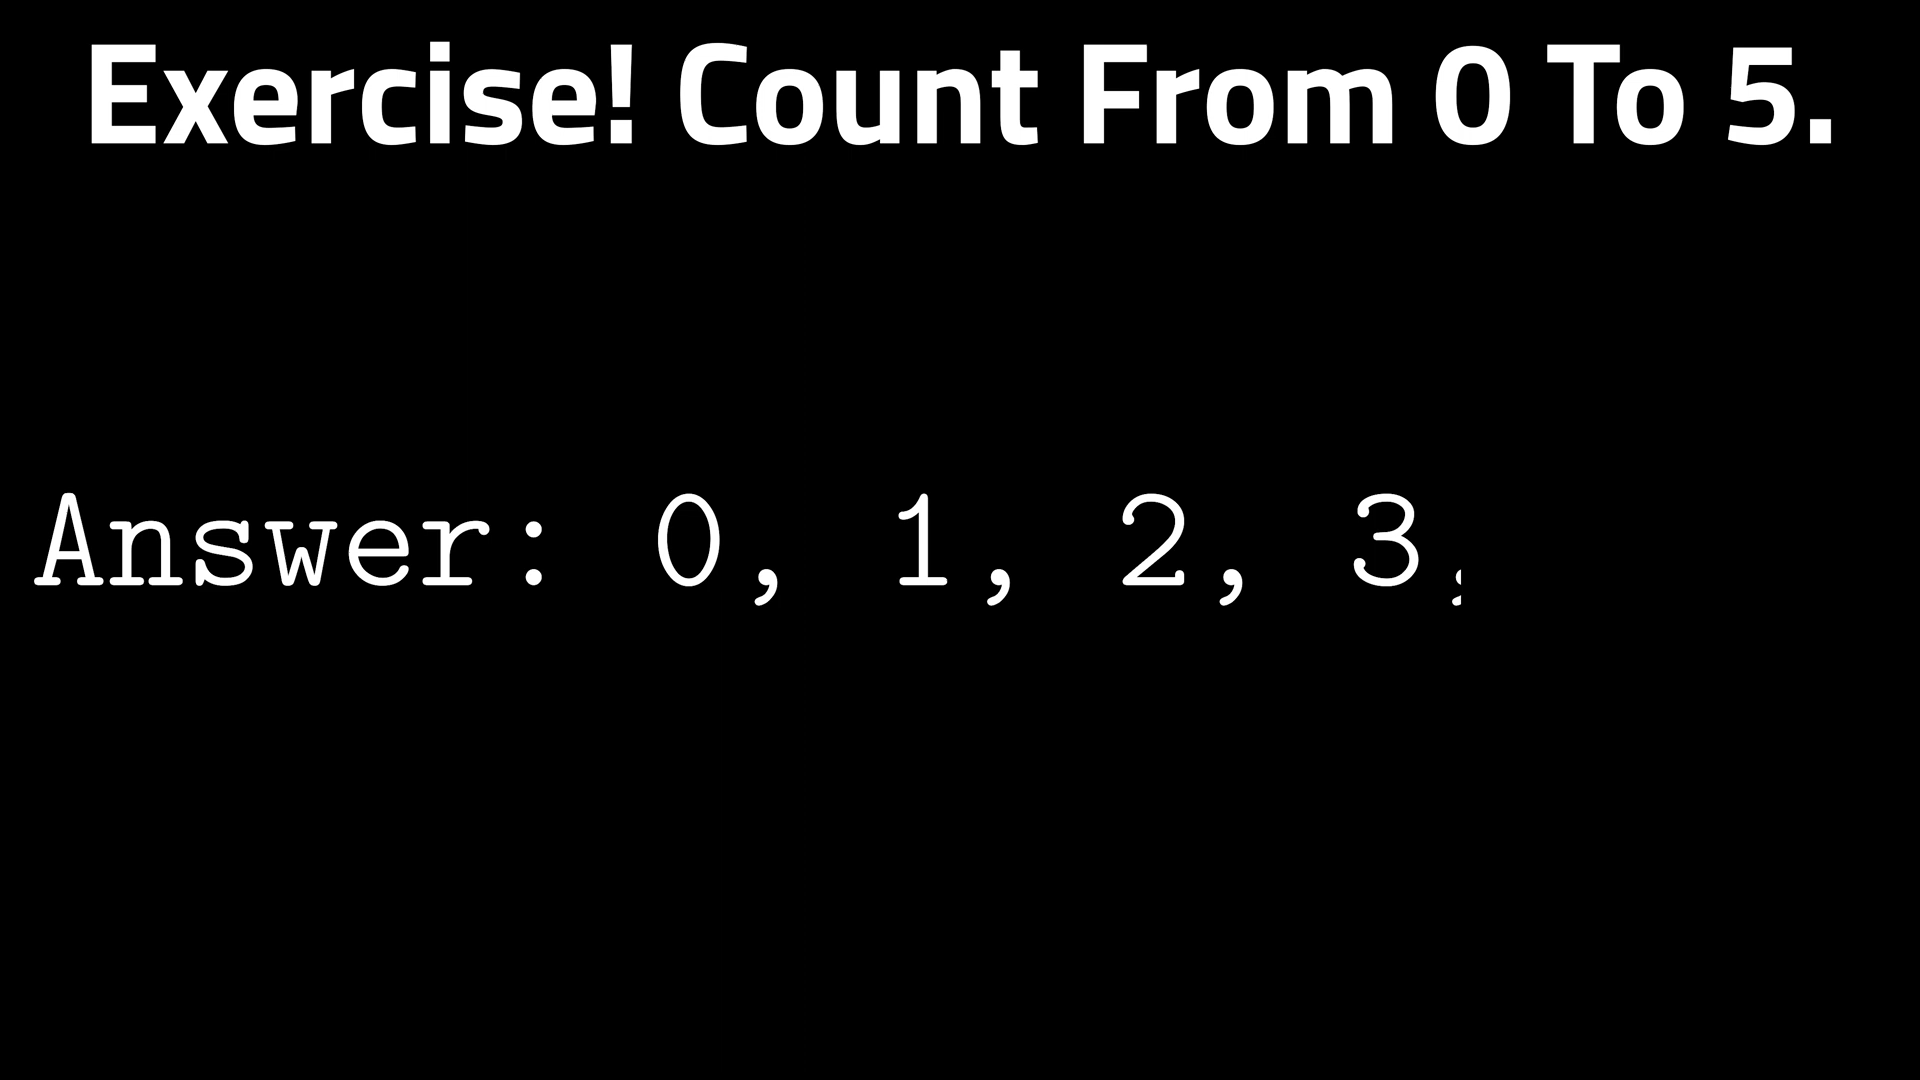 Exercise! Count From 0 To 5.
Answer: 0, 1, 2, 3,